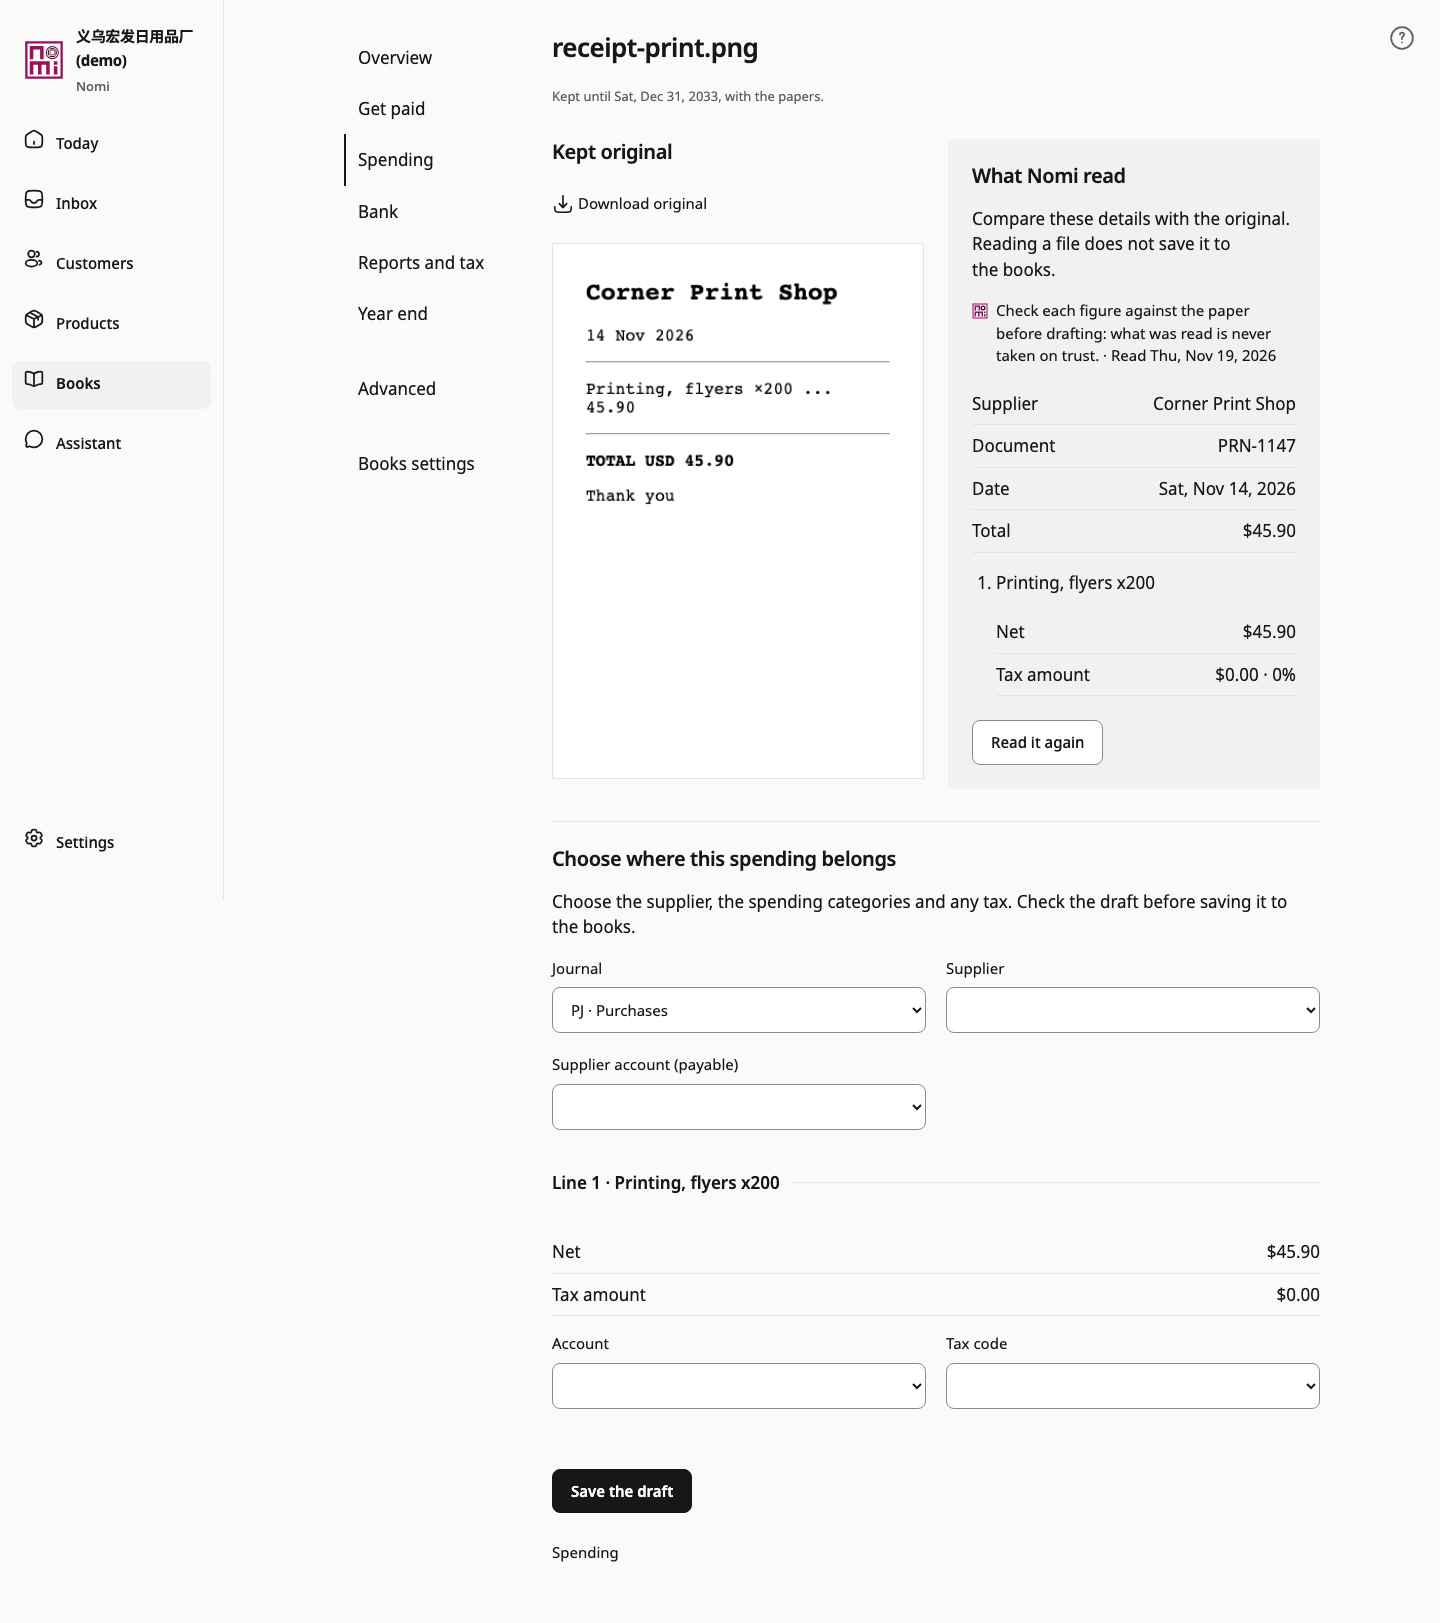 义乌宏发日用品厂
(demo)
Nomi
Today
Inbox
Customers
Products
Books
Assistant
Settings
Overview
Get paid
Spending
Bank
Reports and tax
Year end
Advanced
Books settings
receipt-print.png
Kept until Sat, Dec 31, 2033, with the papers.
Kept original
Download original
Corner Print Shop
14 Nov 2026
Printing, flyers ×200 ...
45.90
TOTAL USD 45.90
Thank you
What Nomi read
Compare these details with the original.
Reading a file does not save it to
the books.
Check each figure against the paper
before drafting: what was read is never
taken on trust. · Read Thu, Nov 19, 2026
Supplier Corner Print Shop
Document PRN-1147
Date Sat, Nov 14, 2026
Total $45.90
1. Printing, flyers x200
Net $45.90
Tax amount $0.00 · 0%
Read it again
Choose where this spending belongs
Choose the supplier, the spending categories and any tax. Check the draft before saving it to
the books.
Journal Supplier
PJ · Purchases
Supplier account (payable)
Line 1 · Printing, flyers x200
Net $45.90
Tax amount $0.00
Account Tax code
Save the draft
Spending